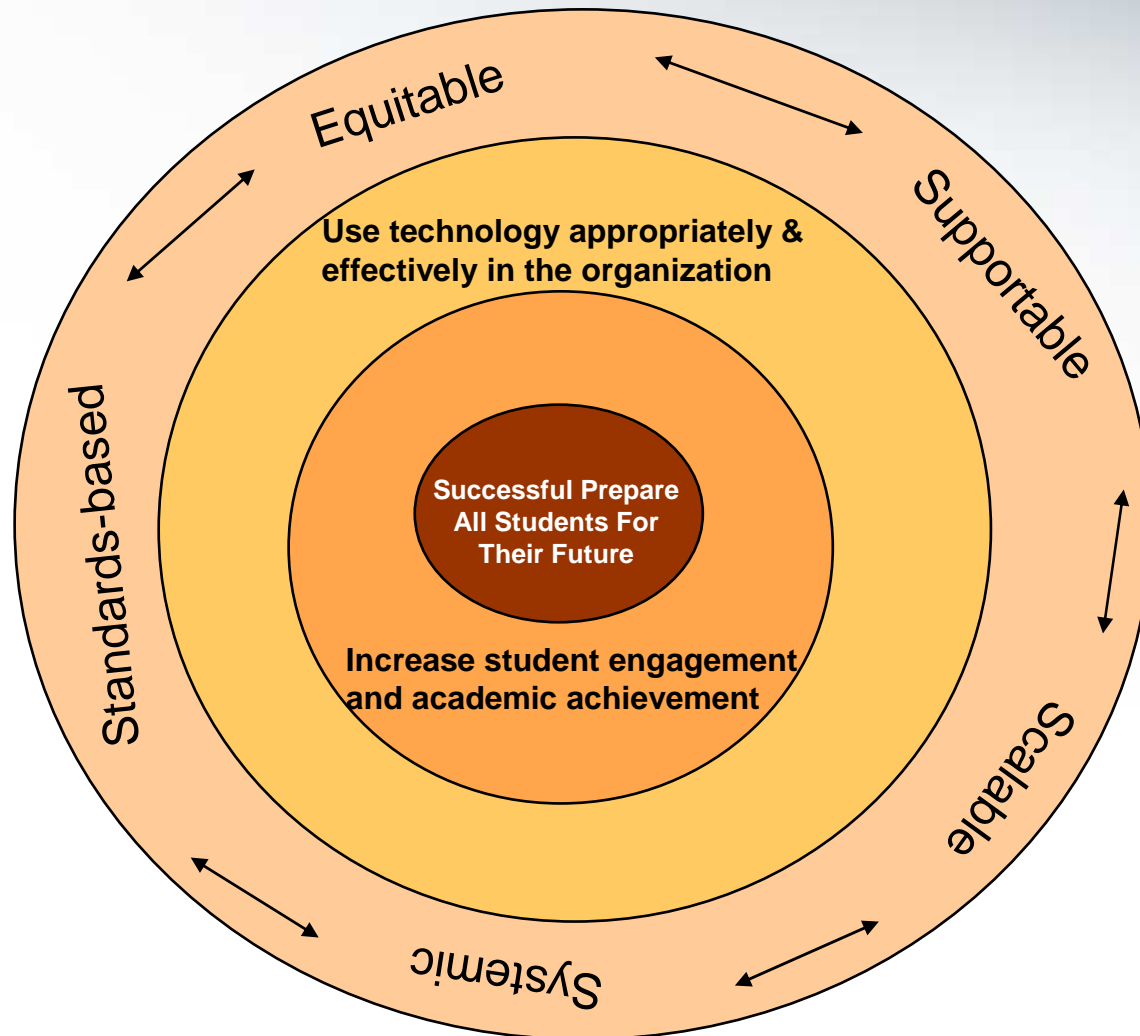 Equitable
Supportable
Use technology appropriately &
effectively in the organization
Standards-based
Successful Prepare
All Students For
Their Future
Increase student engagement
and academic achievement
Scalable
Systemic